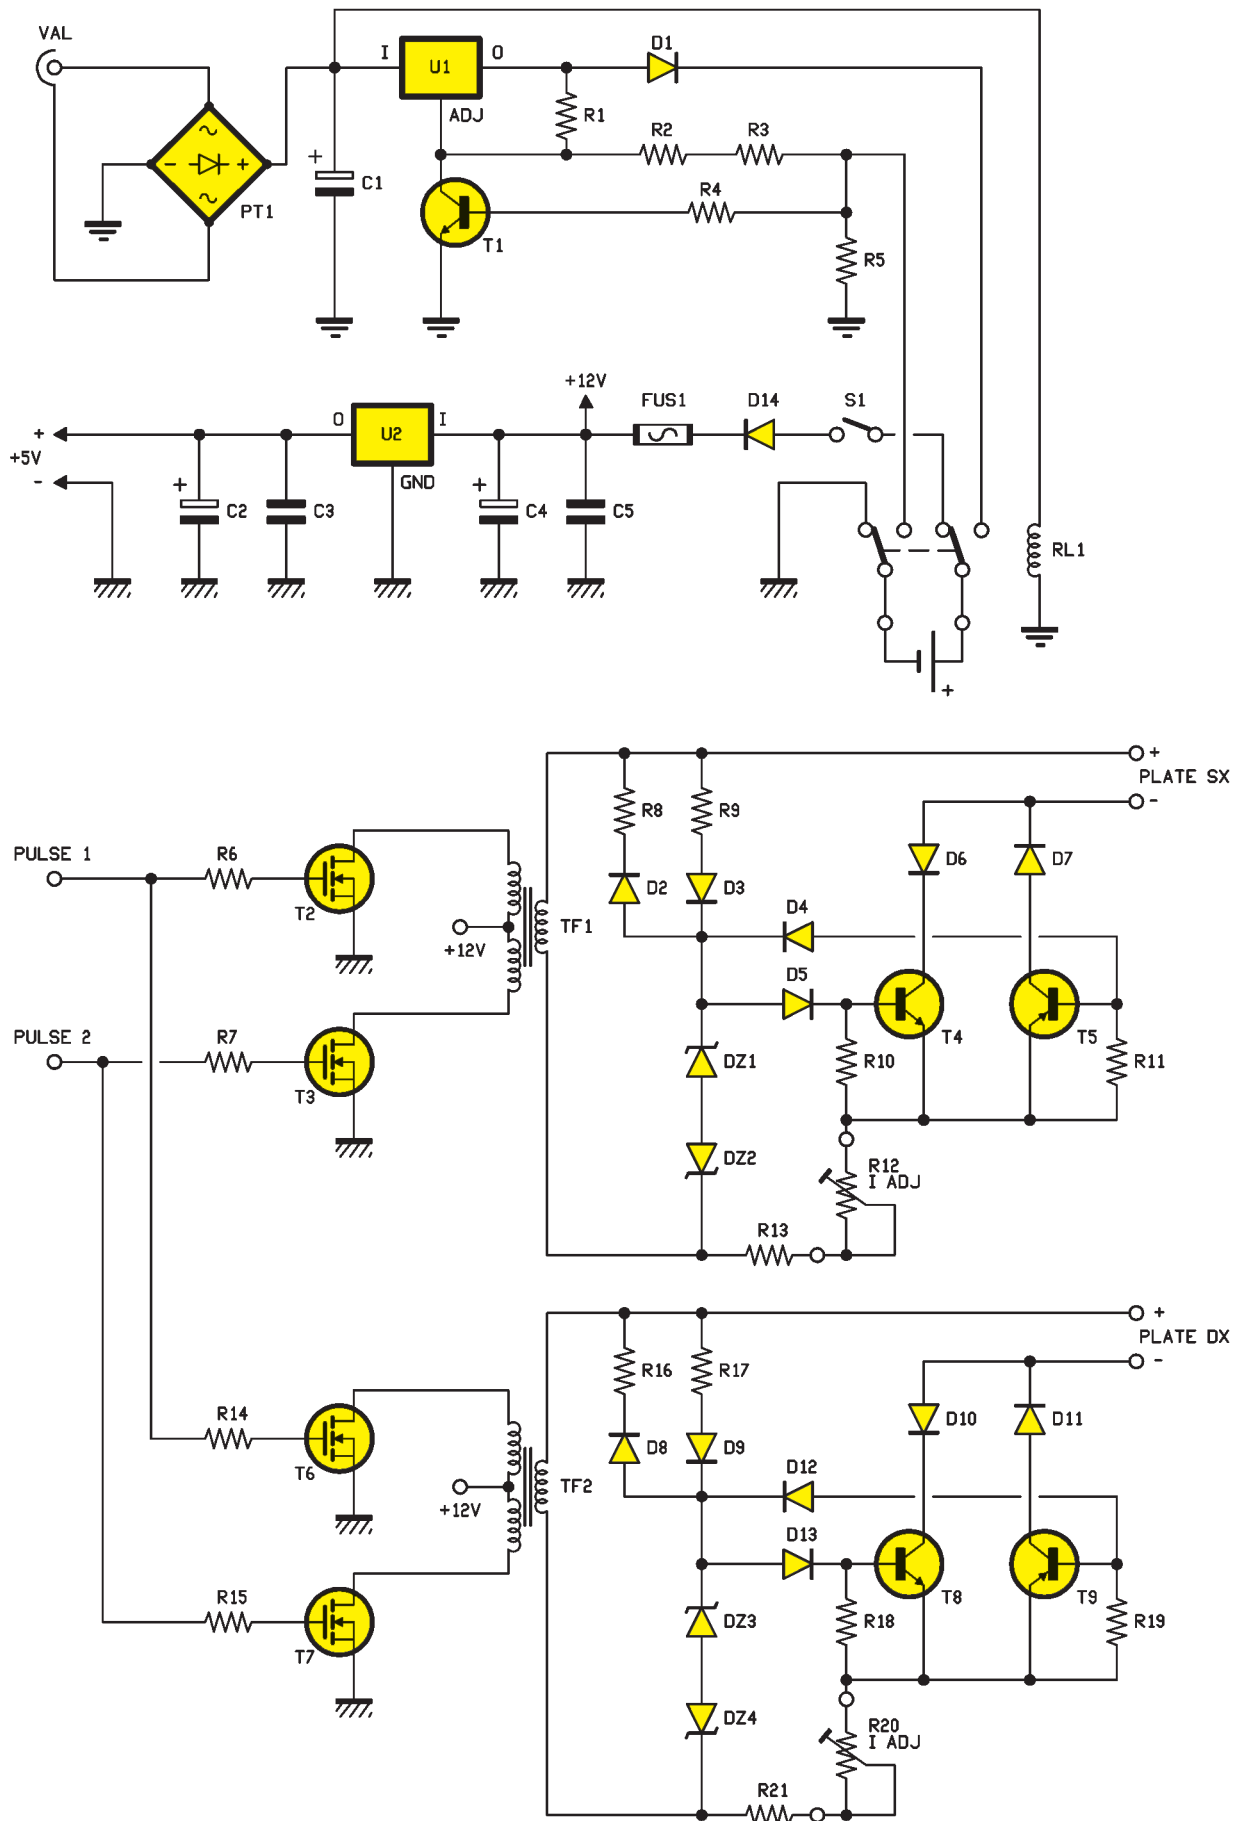 VAL
I
U1
O
D1
ADJ
R1
R2
R3
+
C1
- +
PT1
R4
T1
R5
+12V
FUS1
D14
S1
O
U2
I
+
+5V
-
GND
+
C2
C3
+
C4
C5
RL1
+
+
PLATE SX
-
R8
R9
PULSE 1
R6
D6
D7
T2
D2
D3
D4
TF1
+12V
D5
PULSE 2
R7
T4
T5
DZ1
R10
R11
T3
DZ2
R12
I ADJ
R13
+
PLATE DX
-
R16
R17
R14
D10
D11
T6
D8
D9
D12
TF2
+12V
D13
R15
T8
T9
DZ3
R18
R19
T7
DZ4
R20
I ADJ
R21